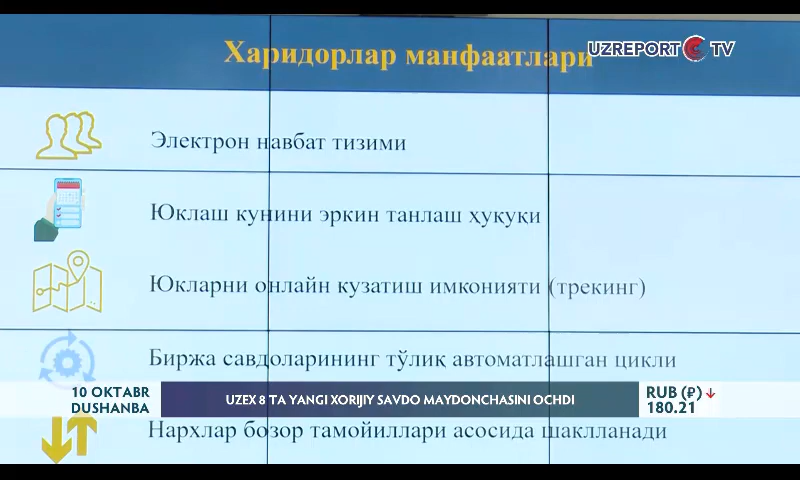 Харидорлар манфаатлари
UZREPORT TV
Электрон навбат тизими
Юклаш кунини эркин танлаш ҳуқуқи
Юкларни онлайн кузатиш имконияти (трекинг)
Биржа савдоларининг тўлиқ автоматлашган цикли
10 OKTABR
DUSHANBA
UZEX 8 TA YANGI XORIJIY SAVDO MAYDONCHASINI OCHDI
RUB (₽)
180.21
Нархлар бозор тамойиллари асосида шаклланади